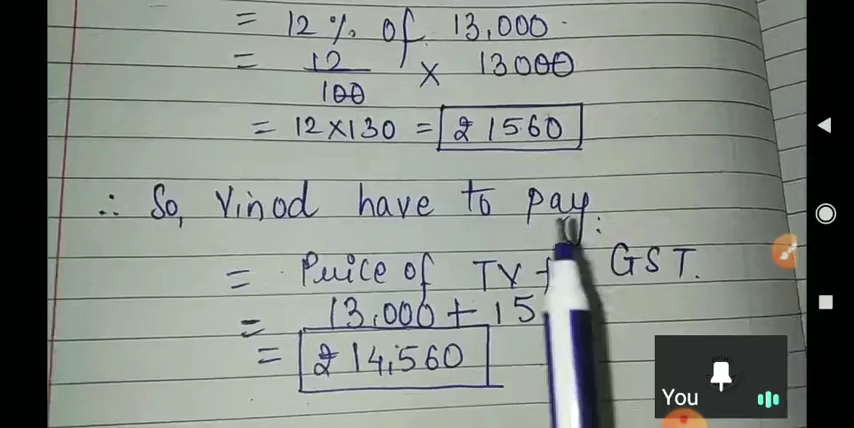 = 12 % of 13,000
= 12/100 × 13000
= 12×130 = ₹ 1560
∴ So, Vinod have to pay :
= Price of TV + GST.
= 13,000 + 15
= ₹ 14,560
You